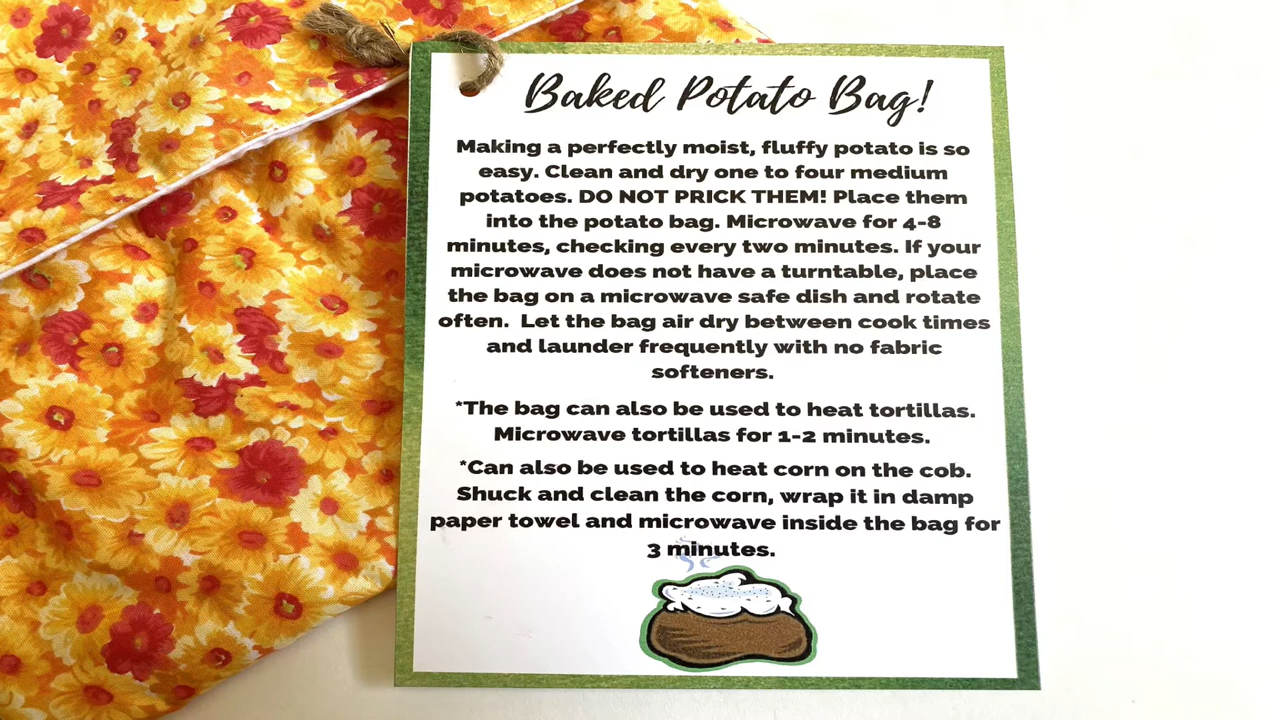 Baked Potato Bag!
Making a perfectly moist, fluffy potato is so
easy. Clean and dry one to four medium
potatoes. DO NOT PRICK THEM! Place them
into the potato bag. Microwave for 4-8
minutes, checking every two minutes. If your
microwave does not have a turntable, place
the bag on a microwave safe dish and rotate
often. Let the bag air dry between cook times
and launder frequently with no fabric
softeners.
*The bag can also be used to heat tortillas.
Microwave tortillas for 1-2 minutes.
*Can also be used to heat corn on the cob.
Shuck and clean the corn, wrap it in damp
paper towel and microwave inside the bag for
3 minutes.